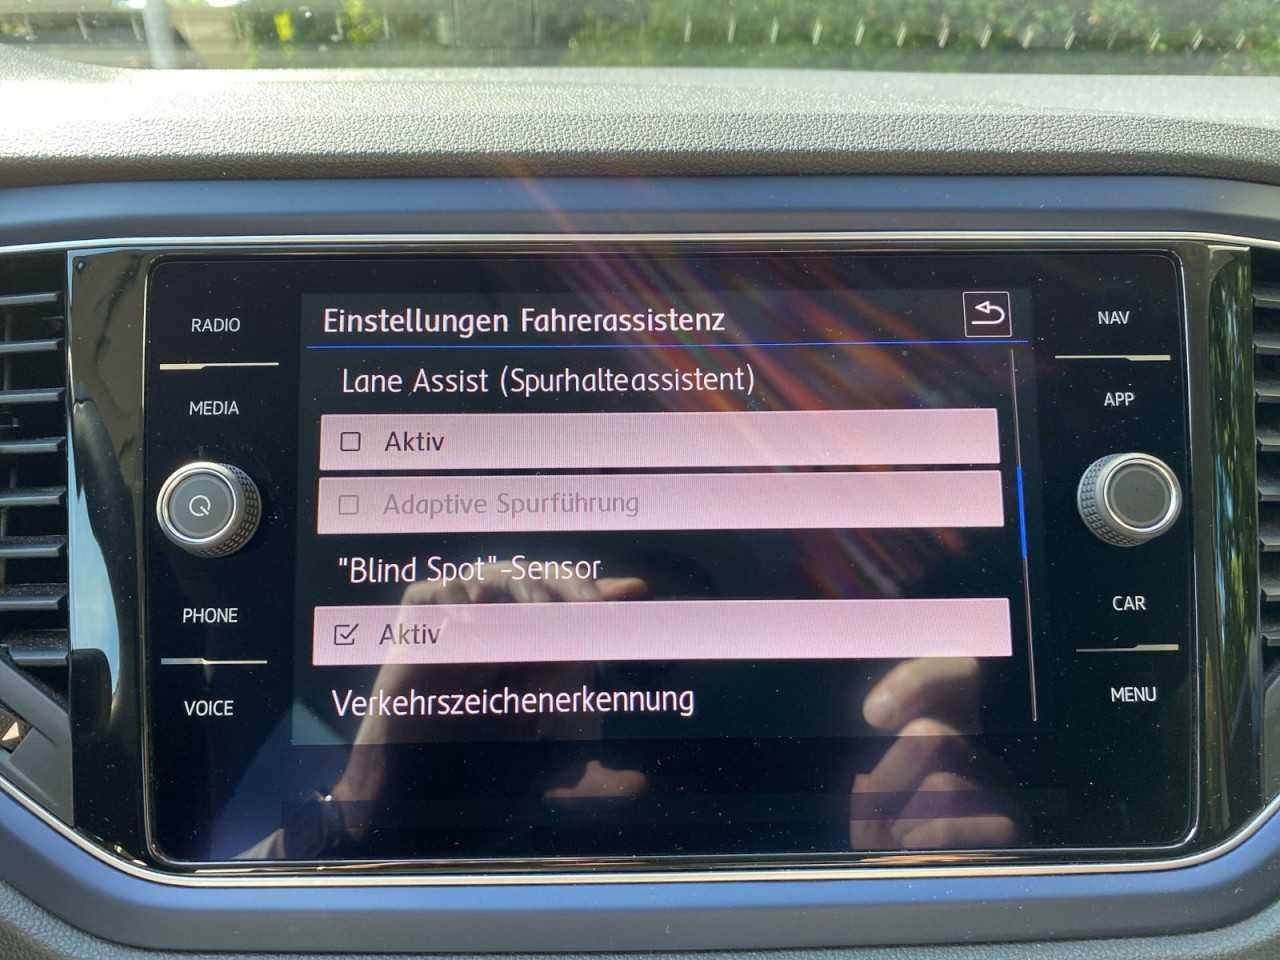 RADIO
MEDIA
PHONE
VOICE
Einstellungen Fahrerassistenz
Lane Assist (Spurhalteassistent)
Aktiv
Adaptive Spurführung
"Blind Spot"-Sensor
Aktiv
Verkehrszeichenerkennung
NAV
APP
CAR
MENU